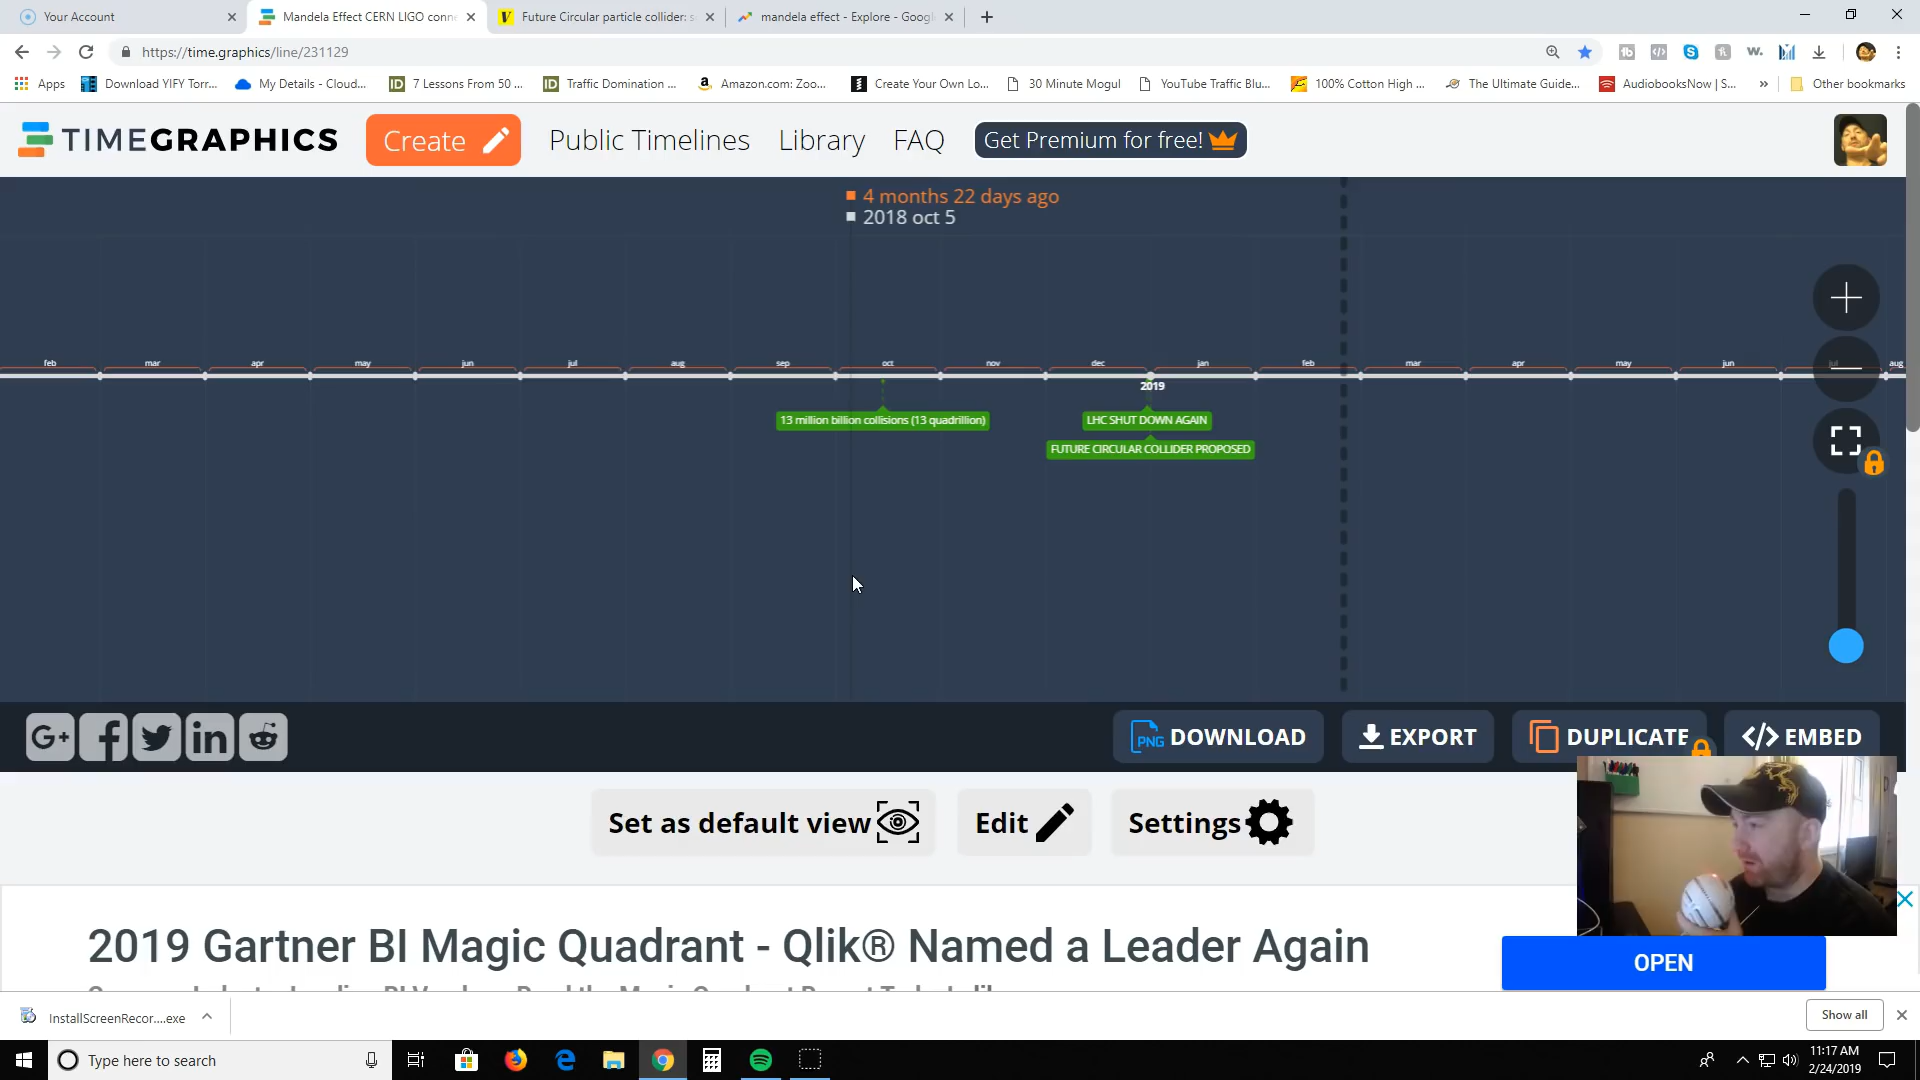 Your Account
Mandela Effect CERN LIGO conne
Future Circular particle collider: s
mandela effect - Explore - Googl
https://time.graphics/line/231129
Apps
Download YIFY Torr...
My Details - Cloud...
7 Lessons From 50 ...
Traffic Domination ...
Amazon.com: Zoo...
Create Your Own Lo...
30 Minute Mogul
YouTube Traffic Blu...
100% Cotton High ...
The Ultimate Guide...
AudiobooksNow | S...
Other bookmarks
TIMEGRAPHICS
Create
Public Timelines
Library
FAQ
Get Premium for free!
4 months 22 days ago
2018 oct 5
feb mar apr may jun jul aug sep oct nov dec jan feb mar apr may jun jul aug
2019
13 million billion collisions (13 quadrillion)
LHC SHUT DOWN AGAIN
FUTURE CIRCULAR COLLIDER PROPOSED
G+ f in
PNG DOWNLOAD
EXPORT
DUPLICATE
</> EMBED
Set as default view
Edit
Settings
2019 Gartner BI Magic Quadrant - Qlik® Named a Leader Again
OPEN
InstallScreenRecor....exe
Show all
Type here to search
11:17 AM
2/24/2019